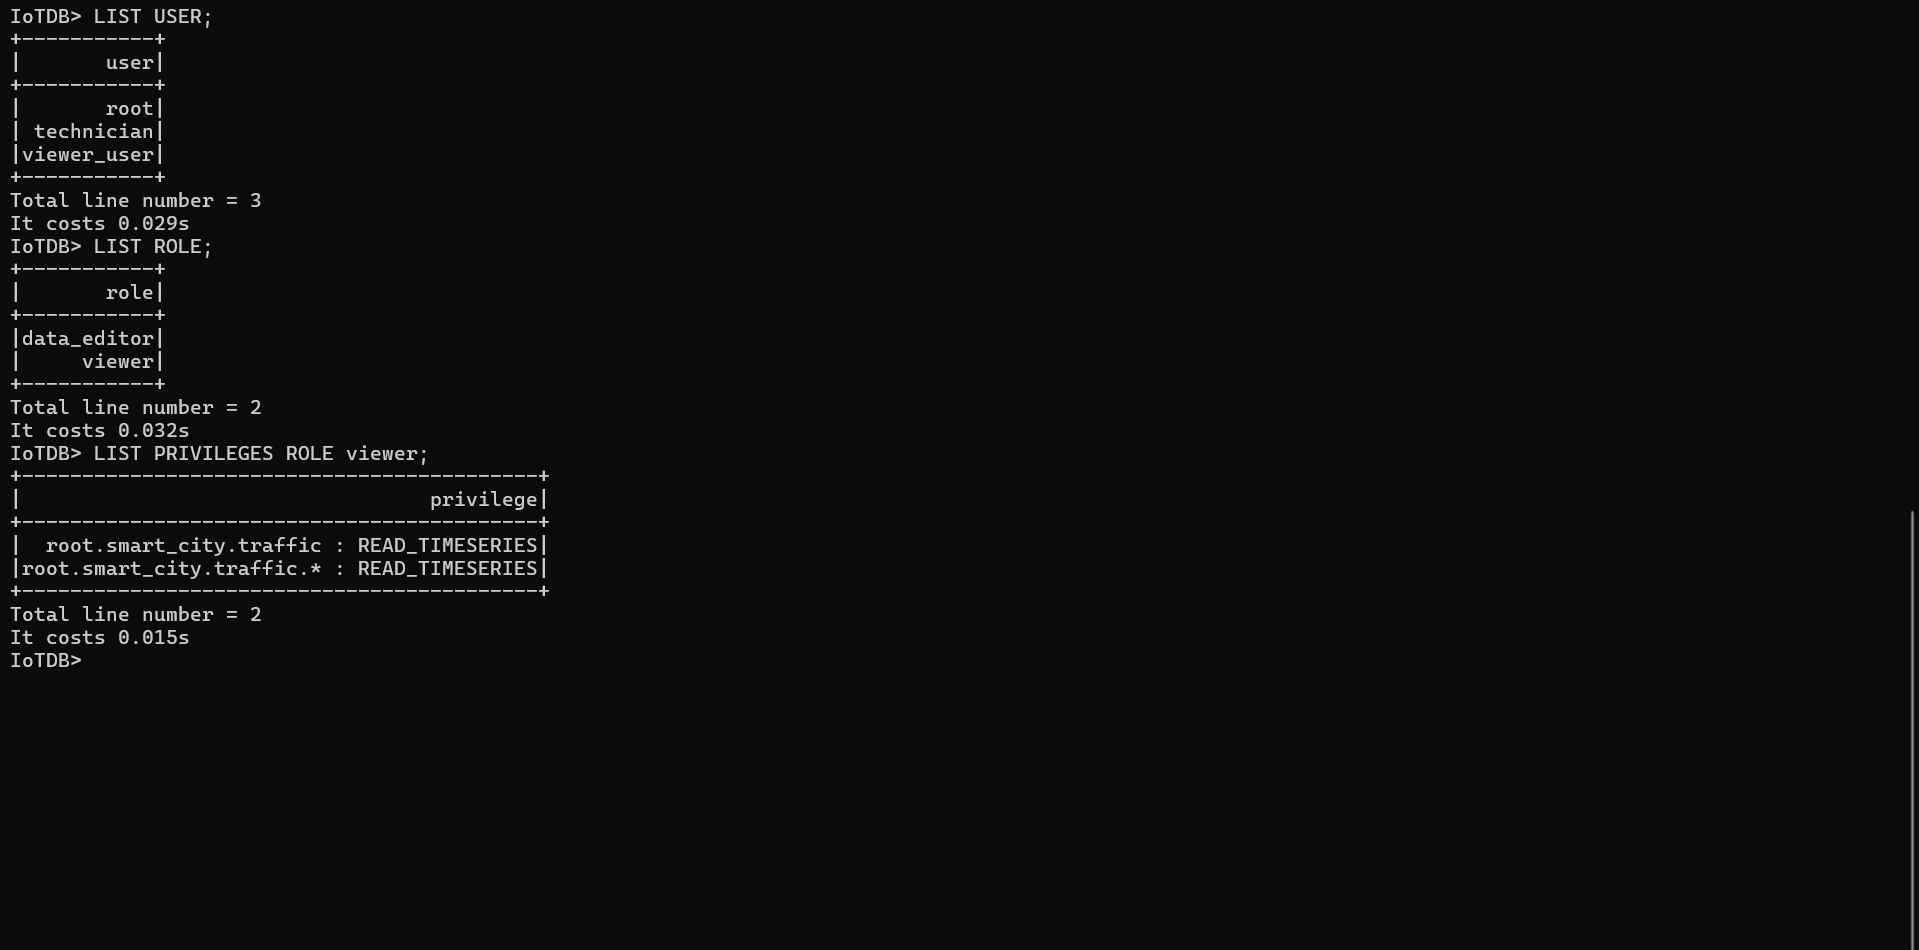 IoTDB> LIST USER;
+-----------+
|       user|
+-----------+
|       root|
| technician|
|viewer_user|
+-----------+
Total line number = 3
It costs 0.029s
IoTDB> LIST ROLE;
+-----------+
|       role|
+-----------+
|data_editor|
|     viewer|
+-----------+
Total line number = 2
It costs 0.032s
IoTDB> LIST PRIVILEGES ROLE viewer;
+-------------------------------------------+
|                                  privilege|
+-------------------------------------------+
|  root.smart_city.traffic : READ_TIMESERIES|
|root.smart_city.traffic.* : READ_TIMESERIES|
+-------------------------------------------+
Total line number = 2
It costs 0.015s
IoTDB>